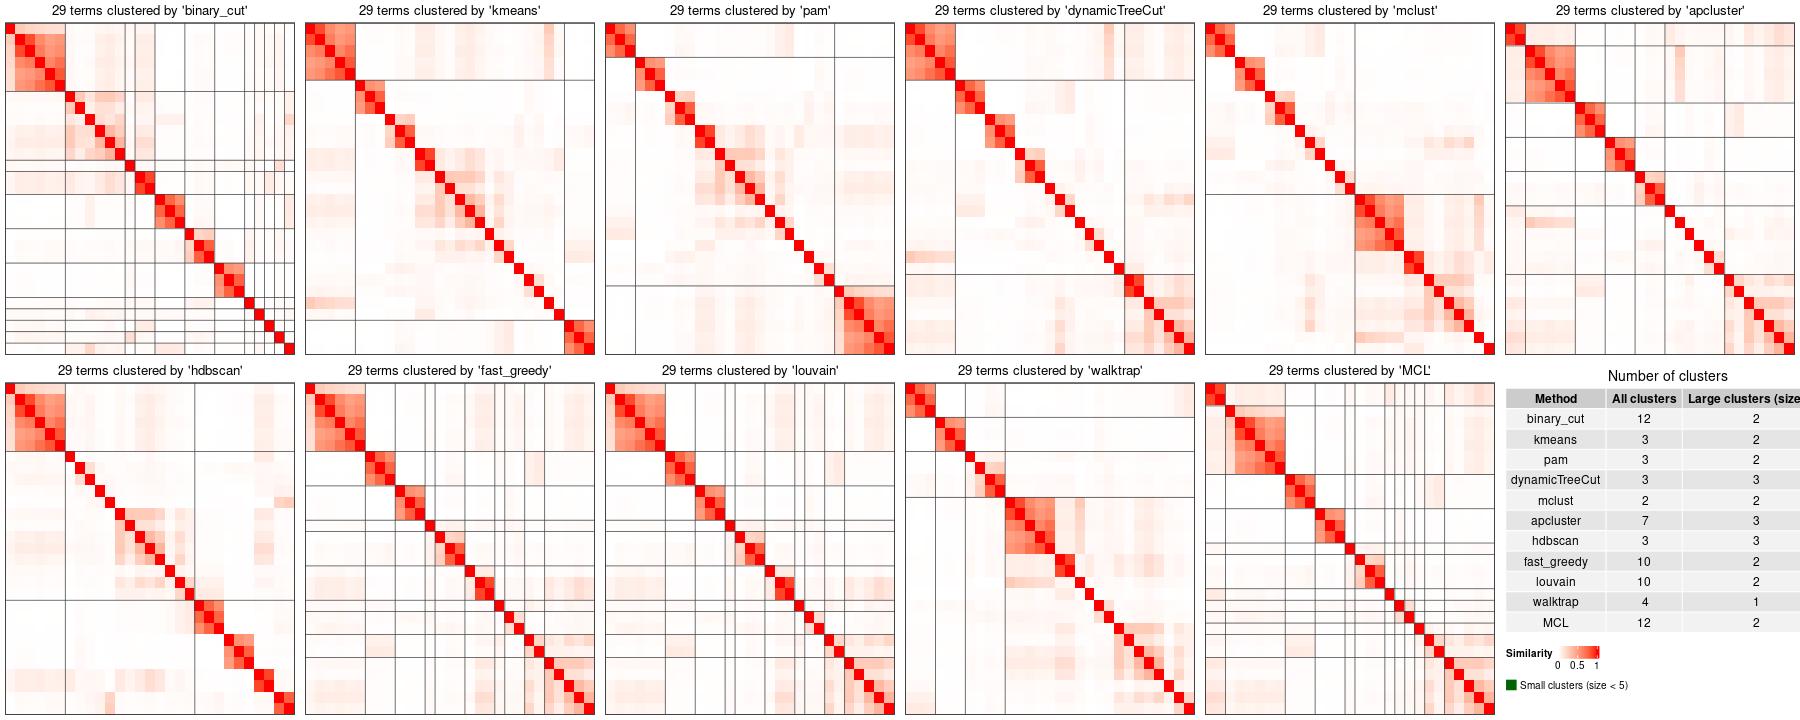 29 terms clustered by 'binary_cut'
29 terms clustered by 'kmeans'
29 terms clustered by 'pam'
29 terms clustered by 'dynamicTreeCut'
29 terms clustered by 'mclust'
29 terms clustered by 'apcluster'
29 terms clustered by 'hdbscan'
29 terms clustered by 'fast_greedy'
29 terms clustered by 'louvain'
29 terms clustered by 'walktrap'
29 terms clustered by 'MCL'
Number of clusters
Method All clusters Large clusters (size
binary_cut 12 2
kmeans 3 2
pam 3 2
dynamicTreeCut 3 3
mclust 2 2
apcluster 7 3
hdbscan 3 3
fast_greedy 10 2
louvain 10 2
walktrap 4 1
MCL 12 2
Similarity
0 0.5 1
Small clusters (size < 5)